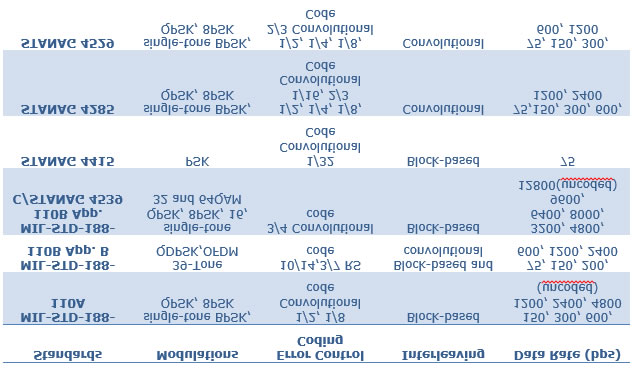 Standards Modulations Error Control Interleaving Data Rate (bps)
Coding
MIL-STD-188- single-tone BPSK, 1/2, 1/8 Block-based 150, 300, 600,
110A QPSK, 8PSK Convolutional 1200, 2400, 4800
code (uncoded)
MIL-STD-188- 39-Tone 10/14,3/7 RS Block-based and 75, 150, 200,
110B App. B QDPSK,OFDM code convolutional 600, 1200, 2400
MIL-STD-188- single-tone 3/4 Convolutional Block-based 3200, 4800,
110B App. QPSK, 8PSK, 16, code 6400, 8000,
C/STANAG 4539 32 and 64QAM 9600,
12800(uncoded)
STANAG 4415 PSK 1/32 Block-based 75
Convolutional
Code
STANAG 4285 single-tone BPSK, 1/2, 1/4, 1/8, Convolutional 75,150, 300, 600,
QPSK, 8PSK 1/16, 2/3 1200, 2400
Convolutional
Code
STANAG 4529 single-tone BPSK, 1/2, 1/4, 1/8, Convolutional 75, 150, 300,
QPSK, 8PSK 2/3 Convolutional 600, 1200
Code